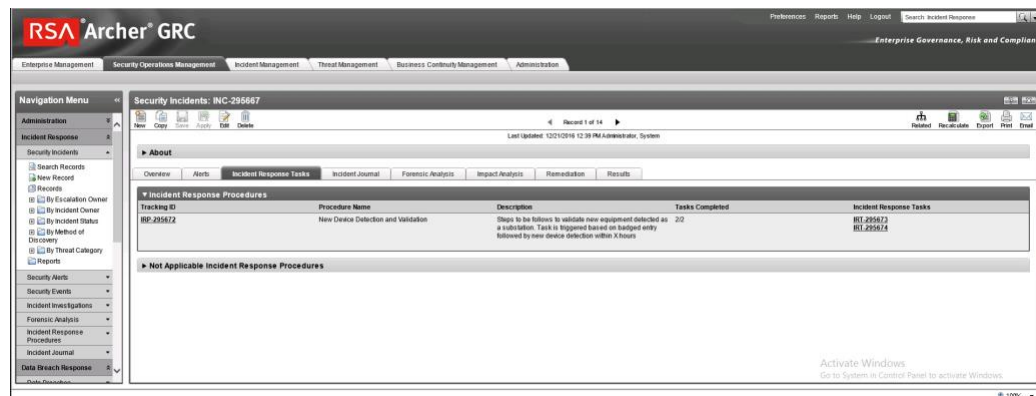 Preferences Reports Help Logout Search: Incident Response
RSA Archer® GRC
Enterprise Governance, Risk and Complian
Enterprise Management Security Operations Management Incident Management Threat Management Business Continuity Management Administration
Navigation Menu «
Administration
Incident Response
Security Incidents
Search Records
New Record
Records
By Escalation Owner
By Incident Owner
By Incident Status
By Method of
Discovery
By Threat Category
Reports
Security Alerts
Security Events
Incident Investigations
Forensic Analysis
Incident Response
Procedures
Incident Journal
Data Breach Response
Security Incidents: INC-295667
New Copy Save Apply Edit Delete
Record 1 of 14
Related Recalculate Export Print Email
Last Updated: 12/21/2016 12:39 PM Administrator, System
About
Overview Alerts Incident Response Tasks Incident Journal Forensic Analysis Impact Analysis Remediation Results
Incident Response Procedures
Tracking ID Procedure Name Description Tasks Completed Incident Response Tasks
IRP-295672 New Device Detection and Validation Steps to be follows to validate new equipment detected as 2/2 IRT-295673
a substation. Task is triggered based on badged entry IRT-295674
followed by new device detection within X hours
Not Applicable Incident Response Procedures
Activate Windows
Go to System in Control Panel to activate Windows.
100%